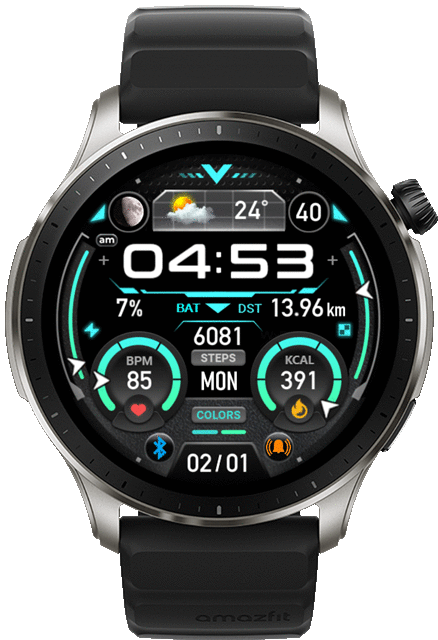 24° 40
am
04:53
7% BAT DST 13.96 km
6081
STEPS
BPM MON KCAL
85 391
COLORS
02/01
amazfit